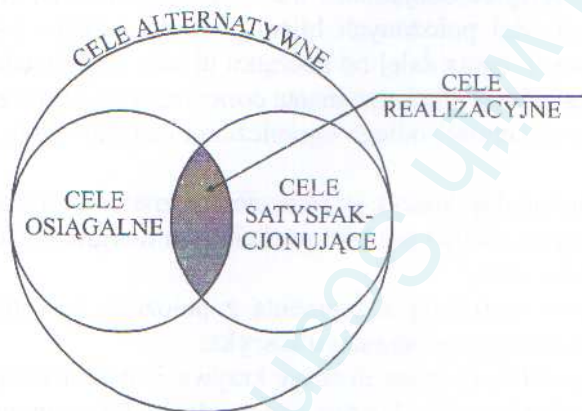 CELE ALTERNATYWNE
CELE
REALIZACYJNE
CELE
OSIĄGALNE
CELE
SATYSFAK-
CJONUJĄCE